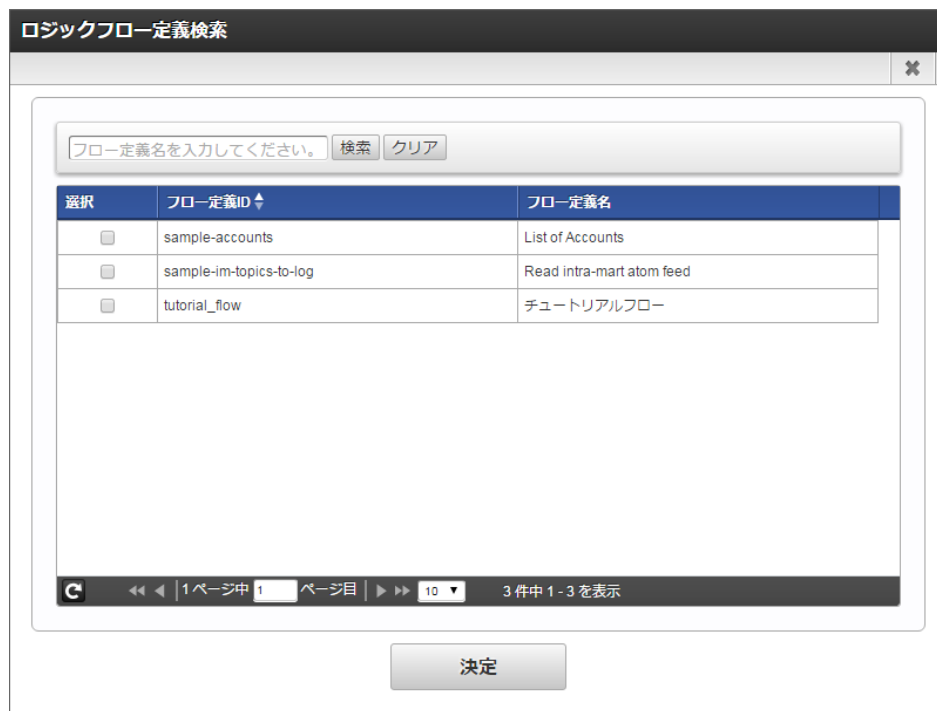 ロジックフロー定義検索
フロー定義名を入力してください。 検索 クリア
選択 フロー定義ID フロー定義名
sample-accounts List of Accounts
sample-im-topics-to-log Read intra-mart atom feed
tutorial_flow チュートリアルフロー
1 ページ中 1 ページ目 10 3 件中 1 - 3 を表示
決定